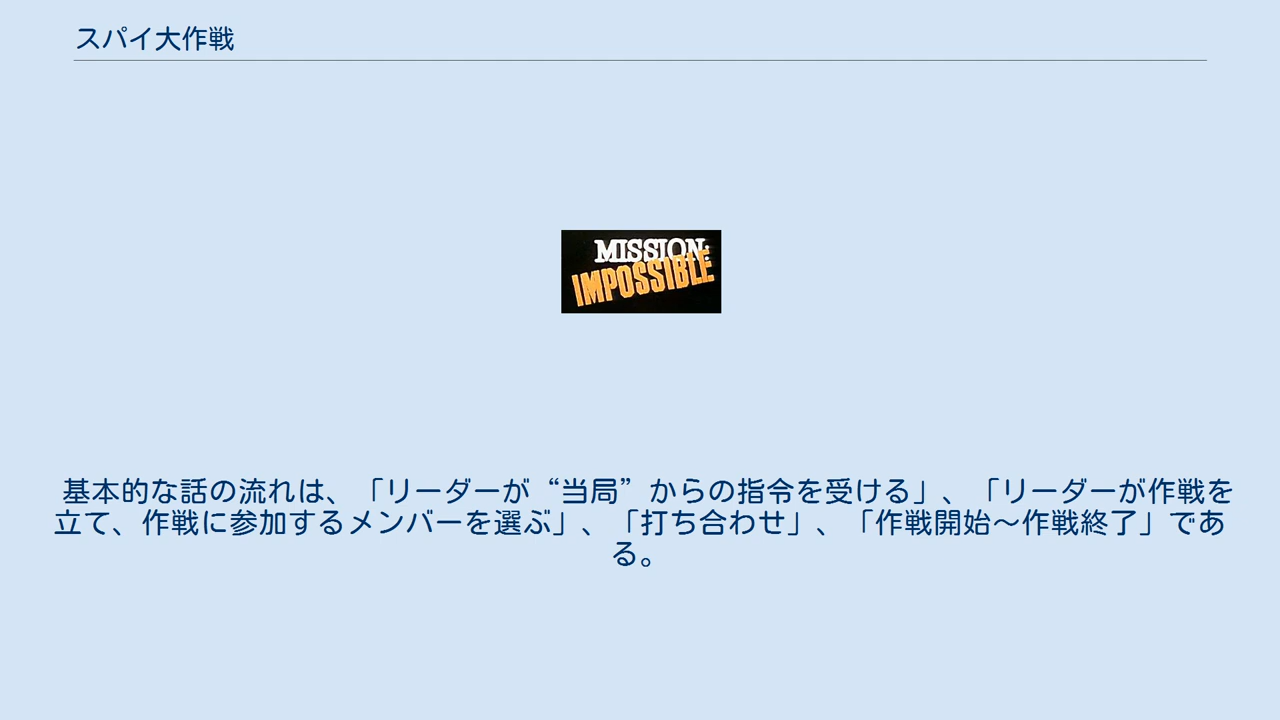 スパイ大作戦
MISSION:
IMPOSSIBLE
基本的な話の流れは、「リーダーが“当局”からの指令を受ける」、「リーダーが作戦を
立て、作戦に参加するメンバーを選ぶ」、「打ち合わせ」、「作戦開始〜作戦終了」であ
る。